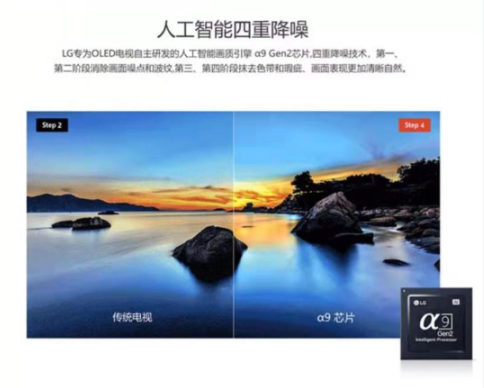 人工智能四重降噪
LG专为OLED电视自主研发的人工智能画质引擎 α9 Gen2芯片,四重降噪技术、第一、
第二阶段消除画面噪点和波纹,第三、第四阶段抹去色带和瑕疵、画面表现更加清晰自然。
Step 2
Step 4
传统电视
α9 芯片
LG
α9
Gen2
Intelligent Processor